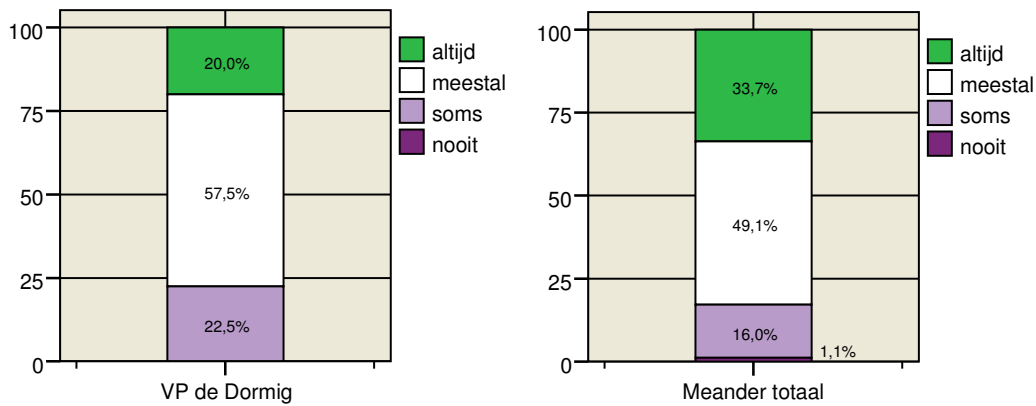 100
75
50
25
0
20,0%
57,5%
22,5%
altijd
meestal
soms
nooit
VP de Dormig
100
75
50
25
0
33,7%
49,1%
16,0%
1,1%
altijd
meestal
soms
nooit
Meander totaal